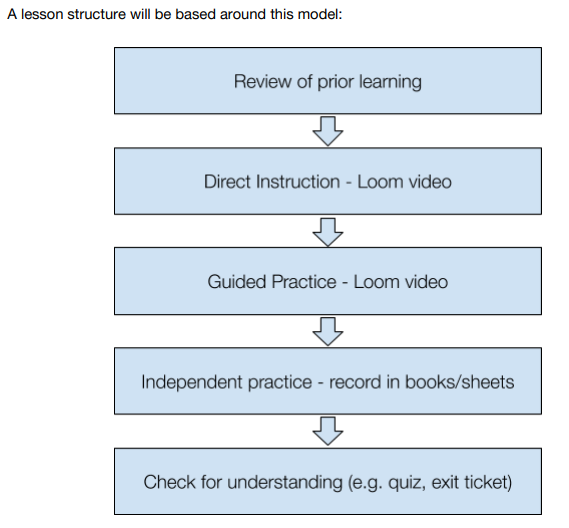 A lesson structure will be based around this model:
Review of prior learning
Direct Instruction - Loom video
Guided Practice - Loom video
Independent practice - record in books/sheets
Check for understanding (e.g. quiz, exit ticket)